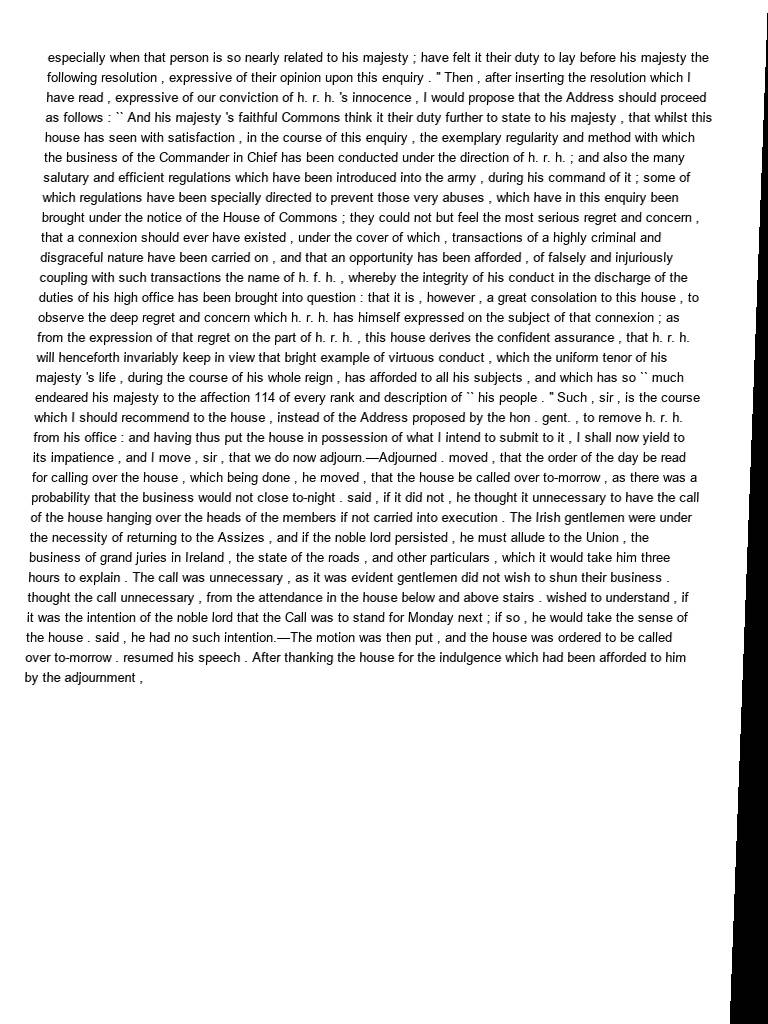 especially when that person is so nearly related to his majesty ; have felt it their duty to lay before his majesty the
following resolution , expressive of their opinion upon this enquiry . " Then , after inserting the resolution which I
have read , expressive of our conviction of h. r. h. 's innocence , I would propose that the Address should proceed
as follows : `` And his majesty 's faithful Commons think it their duty further to state to his majesty , that whilst this
house has seen with satisfaction , in the course of this enquiry , the exemplary regularity and method with which
the business of the Commander in Chief has been conducted under the direction of h. r. h. ; and also the many
salutary and efficient regulations which have been introduced into the army , during his command of it ; some of
which regulations have been specially directed to prevent those very abuses , which have in this enquiry been
brought under the notice of the House of Commons ; they could not but feel the most serious regret and concern ,
that a connexion should ever have existed , under the cover of which , transactions of a highly criminal and
disgraceful nature have been carried on , and that an opportunity has been afforded , of falsely and injuriously
coupling with such transactions the name of h. f. h. , whereby the integrity of his conduct in the discharge of the
duties of his high office has been brought into question : that it is , however , a great consolation to this house , to
observe the deep regret and concern which h. r. h. has himself expressed on the subject of that connexion ; as
from the expression of that regret on the part of h. r. h. , this house derives the confident assurance , that h. r. h.
will henceforth invariably keep in view that bright example of virtuous conduct , which the uniform tenor of his
majesty 's life , during the course of his whole reign , has afforded to all his subjects , and which has so `` much
endeared his majesty to the affection 114 of every rank and description of `` his people . " Such , sir , is the course
which I should recommend to the house , instead of the Address proposed by the hon . gent. , to remove h. r. h.
from his office : and having thus put the house in possession of what I intend to submit to it , I shall now yield to
its impatience , and I move , sir , that we do now adjourn.—Adjourned . moved , that the order of the day be read
for calling over the house , which being done , he moved , that the house be called over to-morrow , as there was a
probability that the business would not close to-night . said , if it did not , he thought it unnecessary to have the call
of the house hanging over the heads of the members if not carried into execution . The Irish gentlemen were under
the necessity of returning to the Assizes , and if the noble lord persisted , he must allude to the Union , the
business of grand juries in Ireland , the state of the roads , and other particulars , which it would take him three
hours to explain . The call was unnecessary , as it was evident gentlemen did not wish to shun their business .
thought the call unnecessary , from the attendance in the house below and above stairs . wished to understand , if
it was the intention of the noble lord that the Call was to stand for Monday next ; if so , he would take the sense of
the house . said , he had no such intention.—The motion was then put , and the house was ordered to be called
over to-morrow . resumed his speech . After thanking the house for the indulgence which had been afforded to him
by the adjournment ,